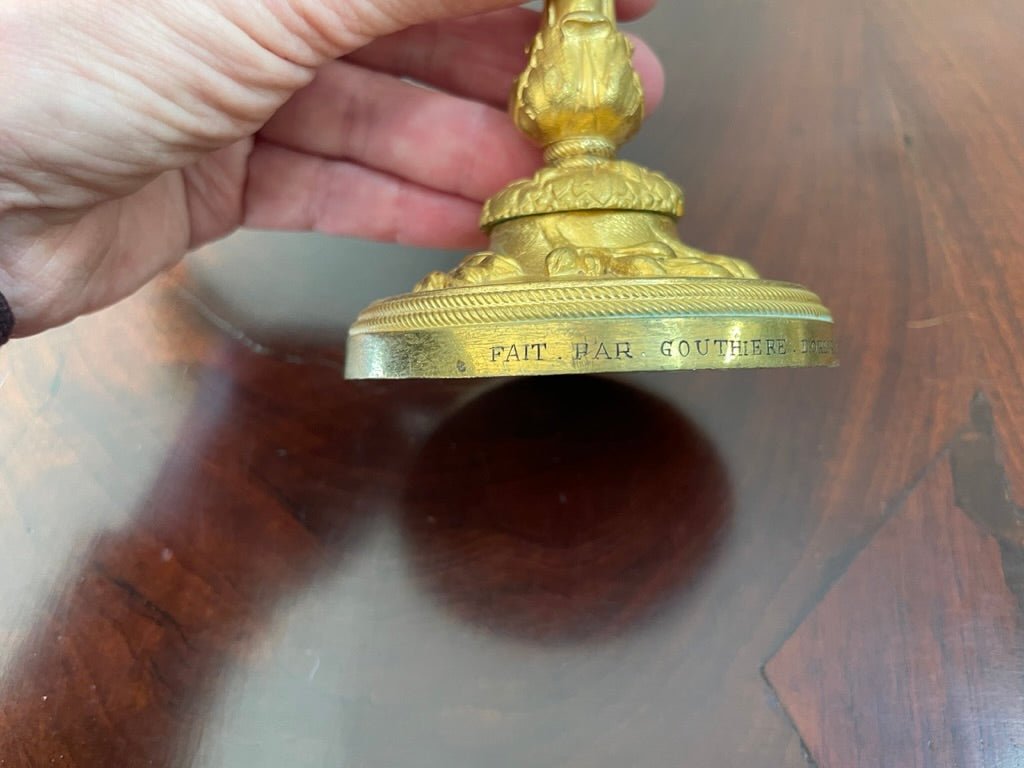 FAIT . PAR . GOUTHIERE .